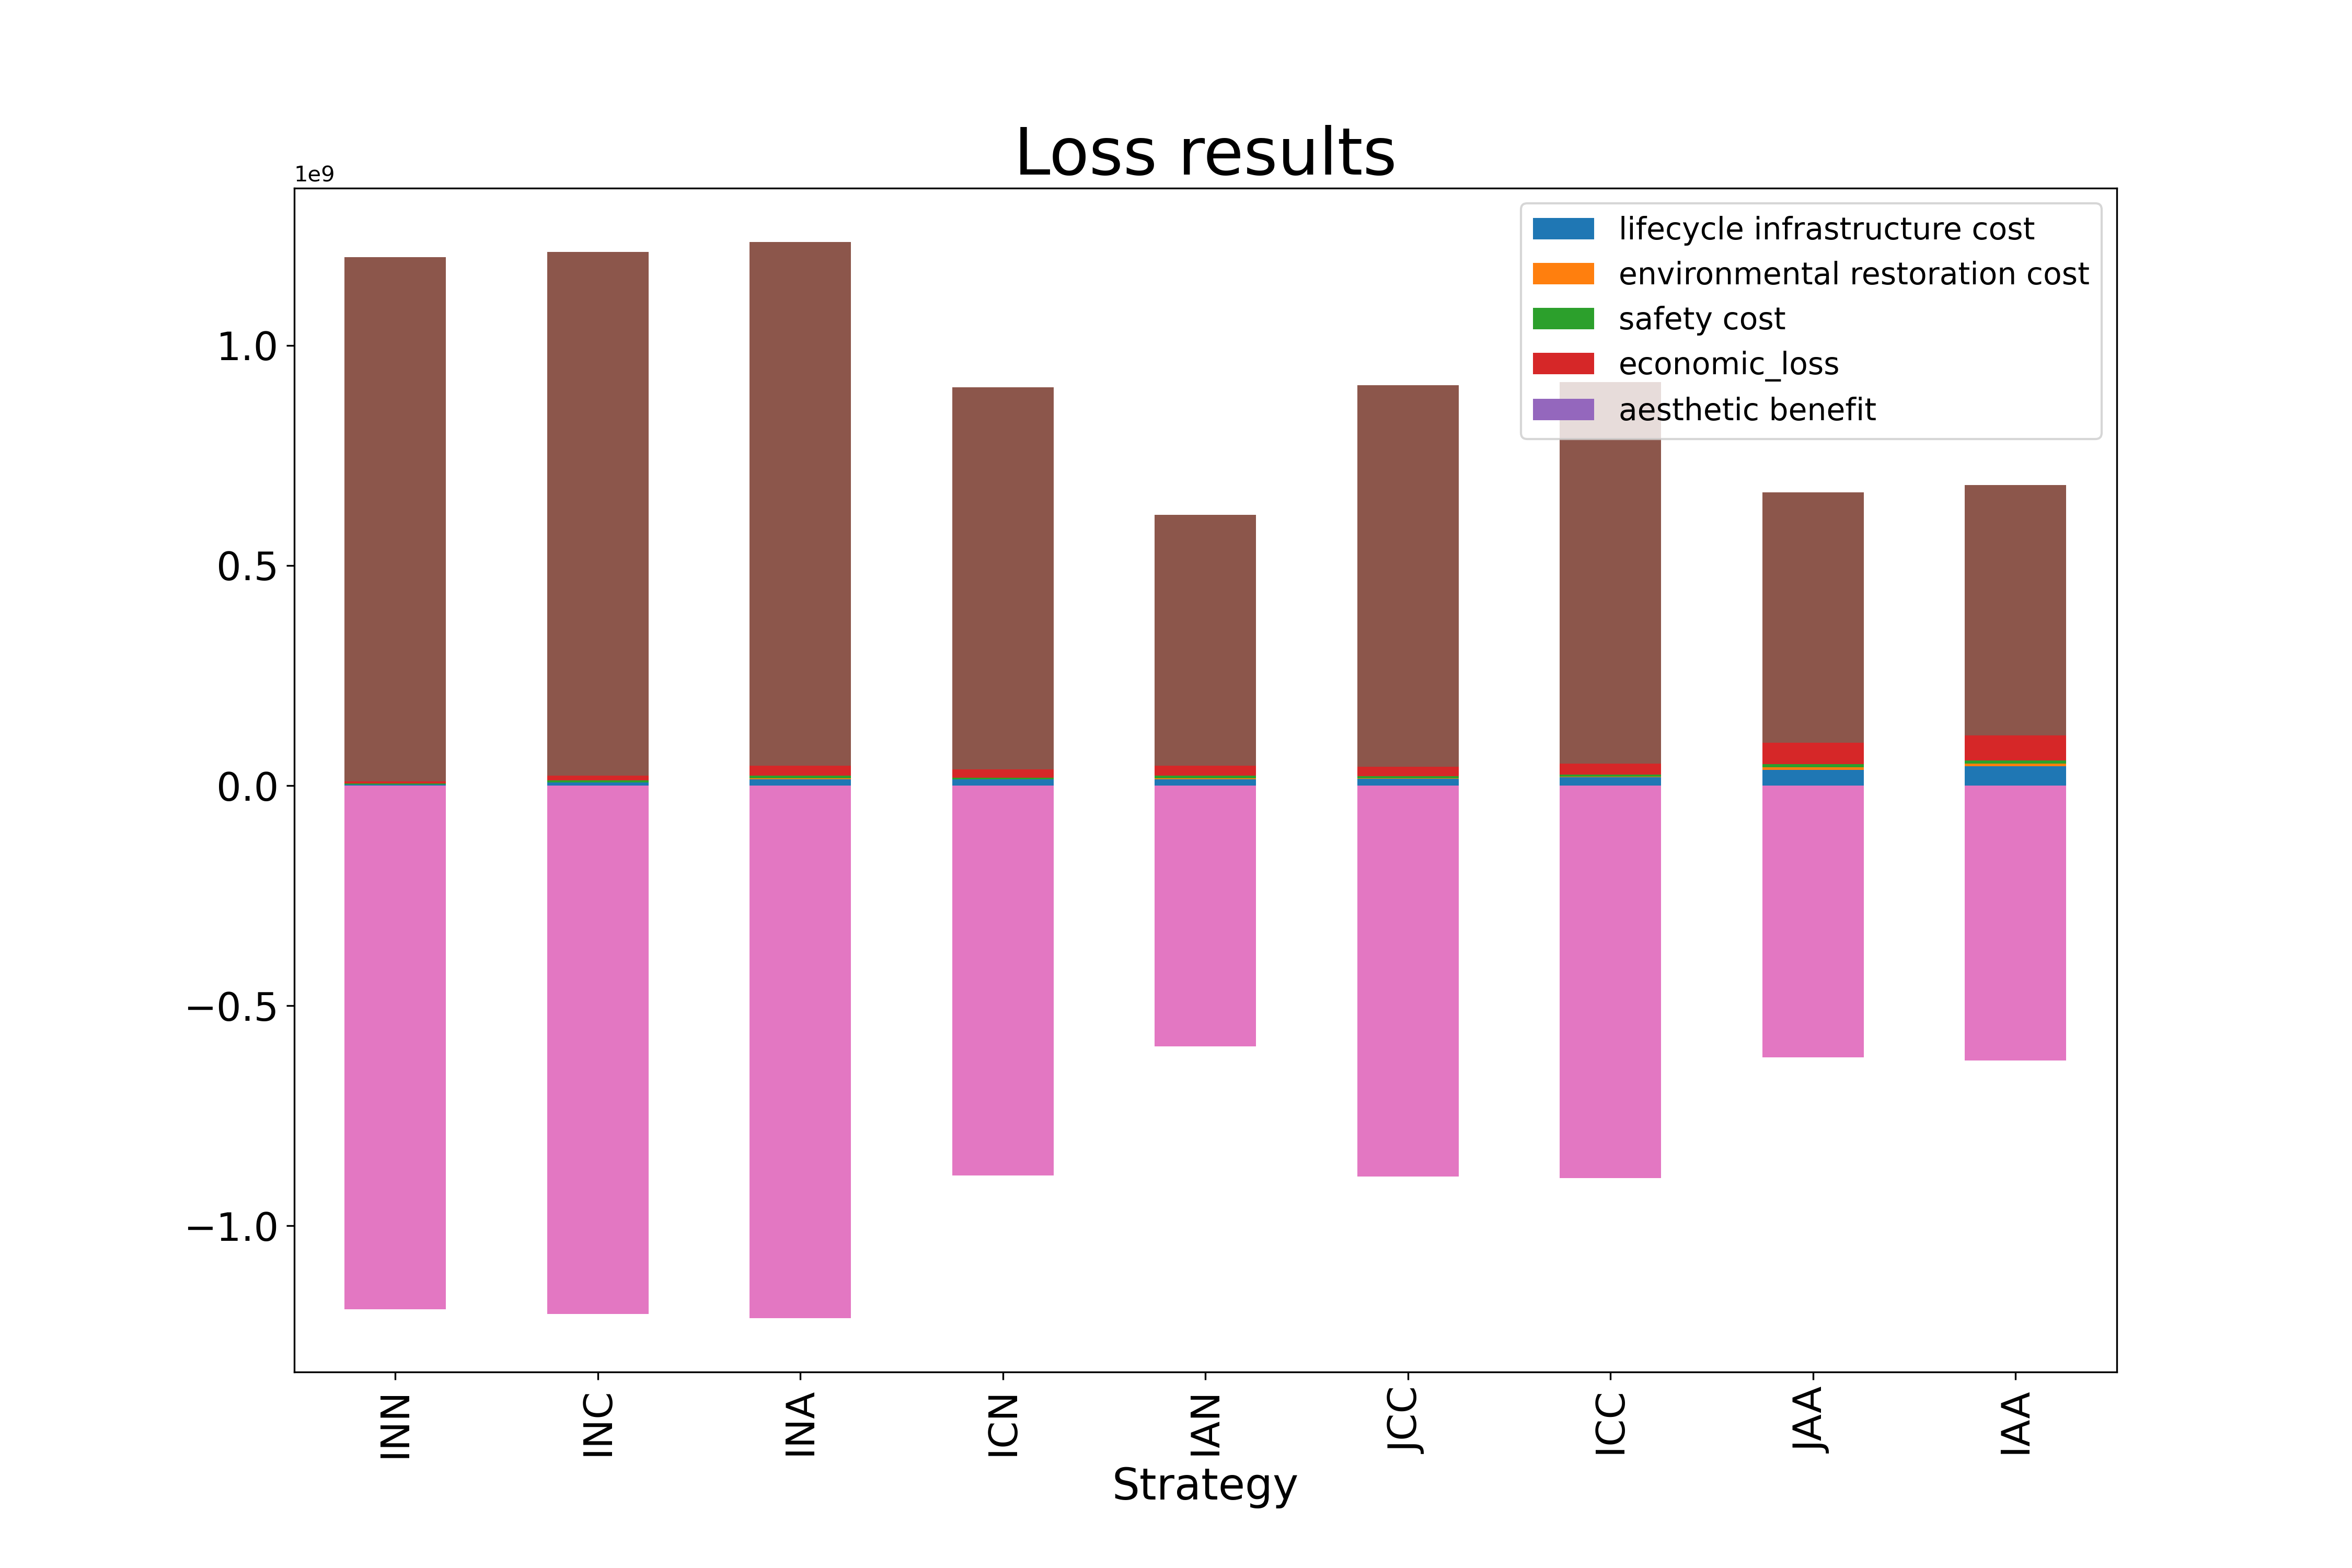 Loss results
1e9
lifecycle infrastructure cost
environmental restoration cost
safety cost
economic_loss
aesthetic benefit
1.0
0.5
0.0
−0.5
−1.0
INN
INC
INA
ICN
IAN
JCC
ICC
JAA
IAA
Strategy